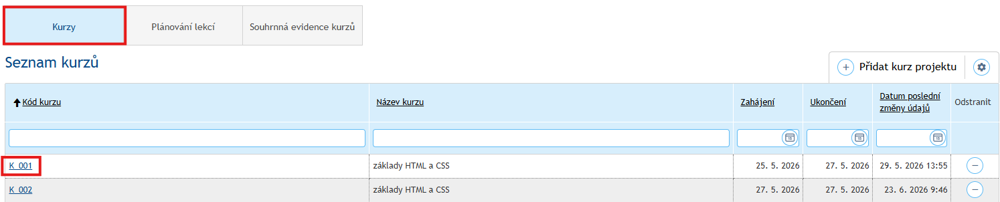 Kurzy Plánování lekcí Souhrnná evidence kurzů
Seznam kurzů
Přidat kurz projektu
Kód kurzu Název kurzu Zahájení Ukončení Datum poslední změny údajů Odstranit
K_001 základy HTML a CSS 25. 5. 2026 27. 5. 2026 29. 5. 2026 13:55
K_002 základy HTML a CSS 27. 5. 2026 27. 5. 2026 23. 6. 2026 9:46